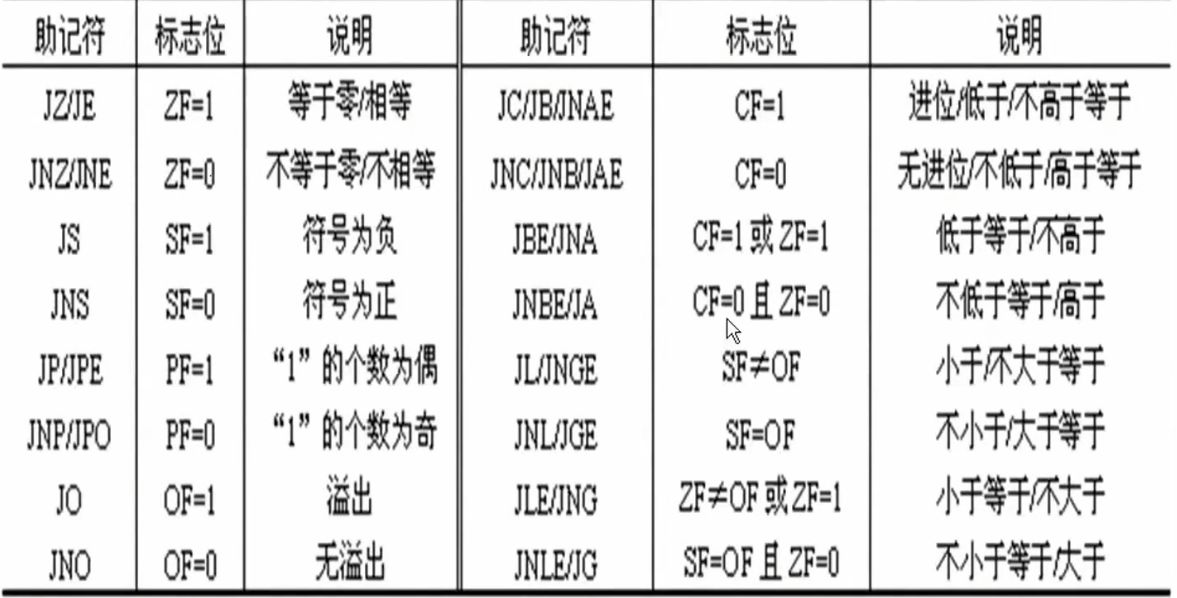 助记符 标志位 说明 助记符 标志位 说明
JZ/JE ZF=1 等于零/相等 JC/JB/JNAE CF=1 进位/低于/不高于等于
JNZ/JNE ZF=0 不等于零/不相等 JNC/JNB/JAE CF=0 无进位/不低于/高于等于
JS SF=1 符号为负 JBE/JNA CF=1 或 ZF=1 低于等于/不高于
JNS SF=0 符号为正 JNBE/JA CF=0 且 ZF=0 不低于等于/高于
JP/JPE PF=1 “1”的个数为偶 JL/JNGE SF≠OF 小于/不大于等于
JNP/JPO PF=0 “1”的个数为奇 JNL/JGE SF=OF 不小于/大于等于
JO OF=1 溢出 JLE/JNG ZF≠OF 或 ZF=1 小于等于/不大于
JNO OF=0 无溢出 JNLE/JG SF=OF 且 ZF=0 不小于等于/大于